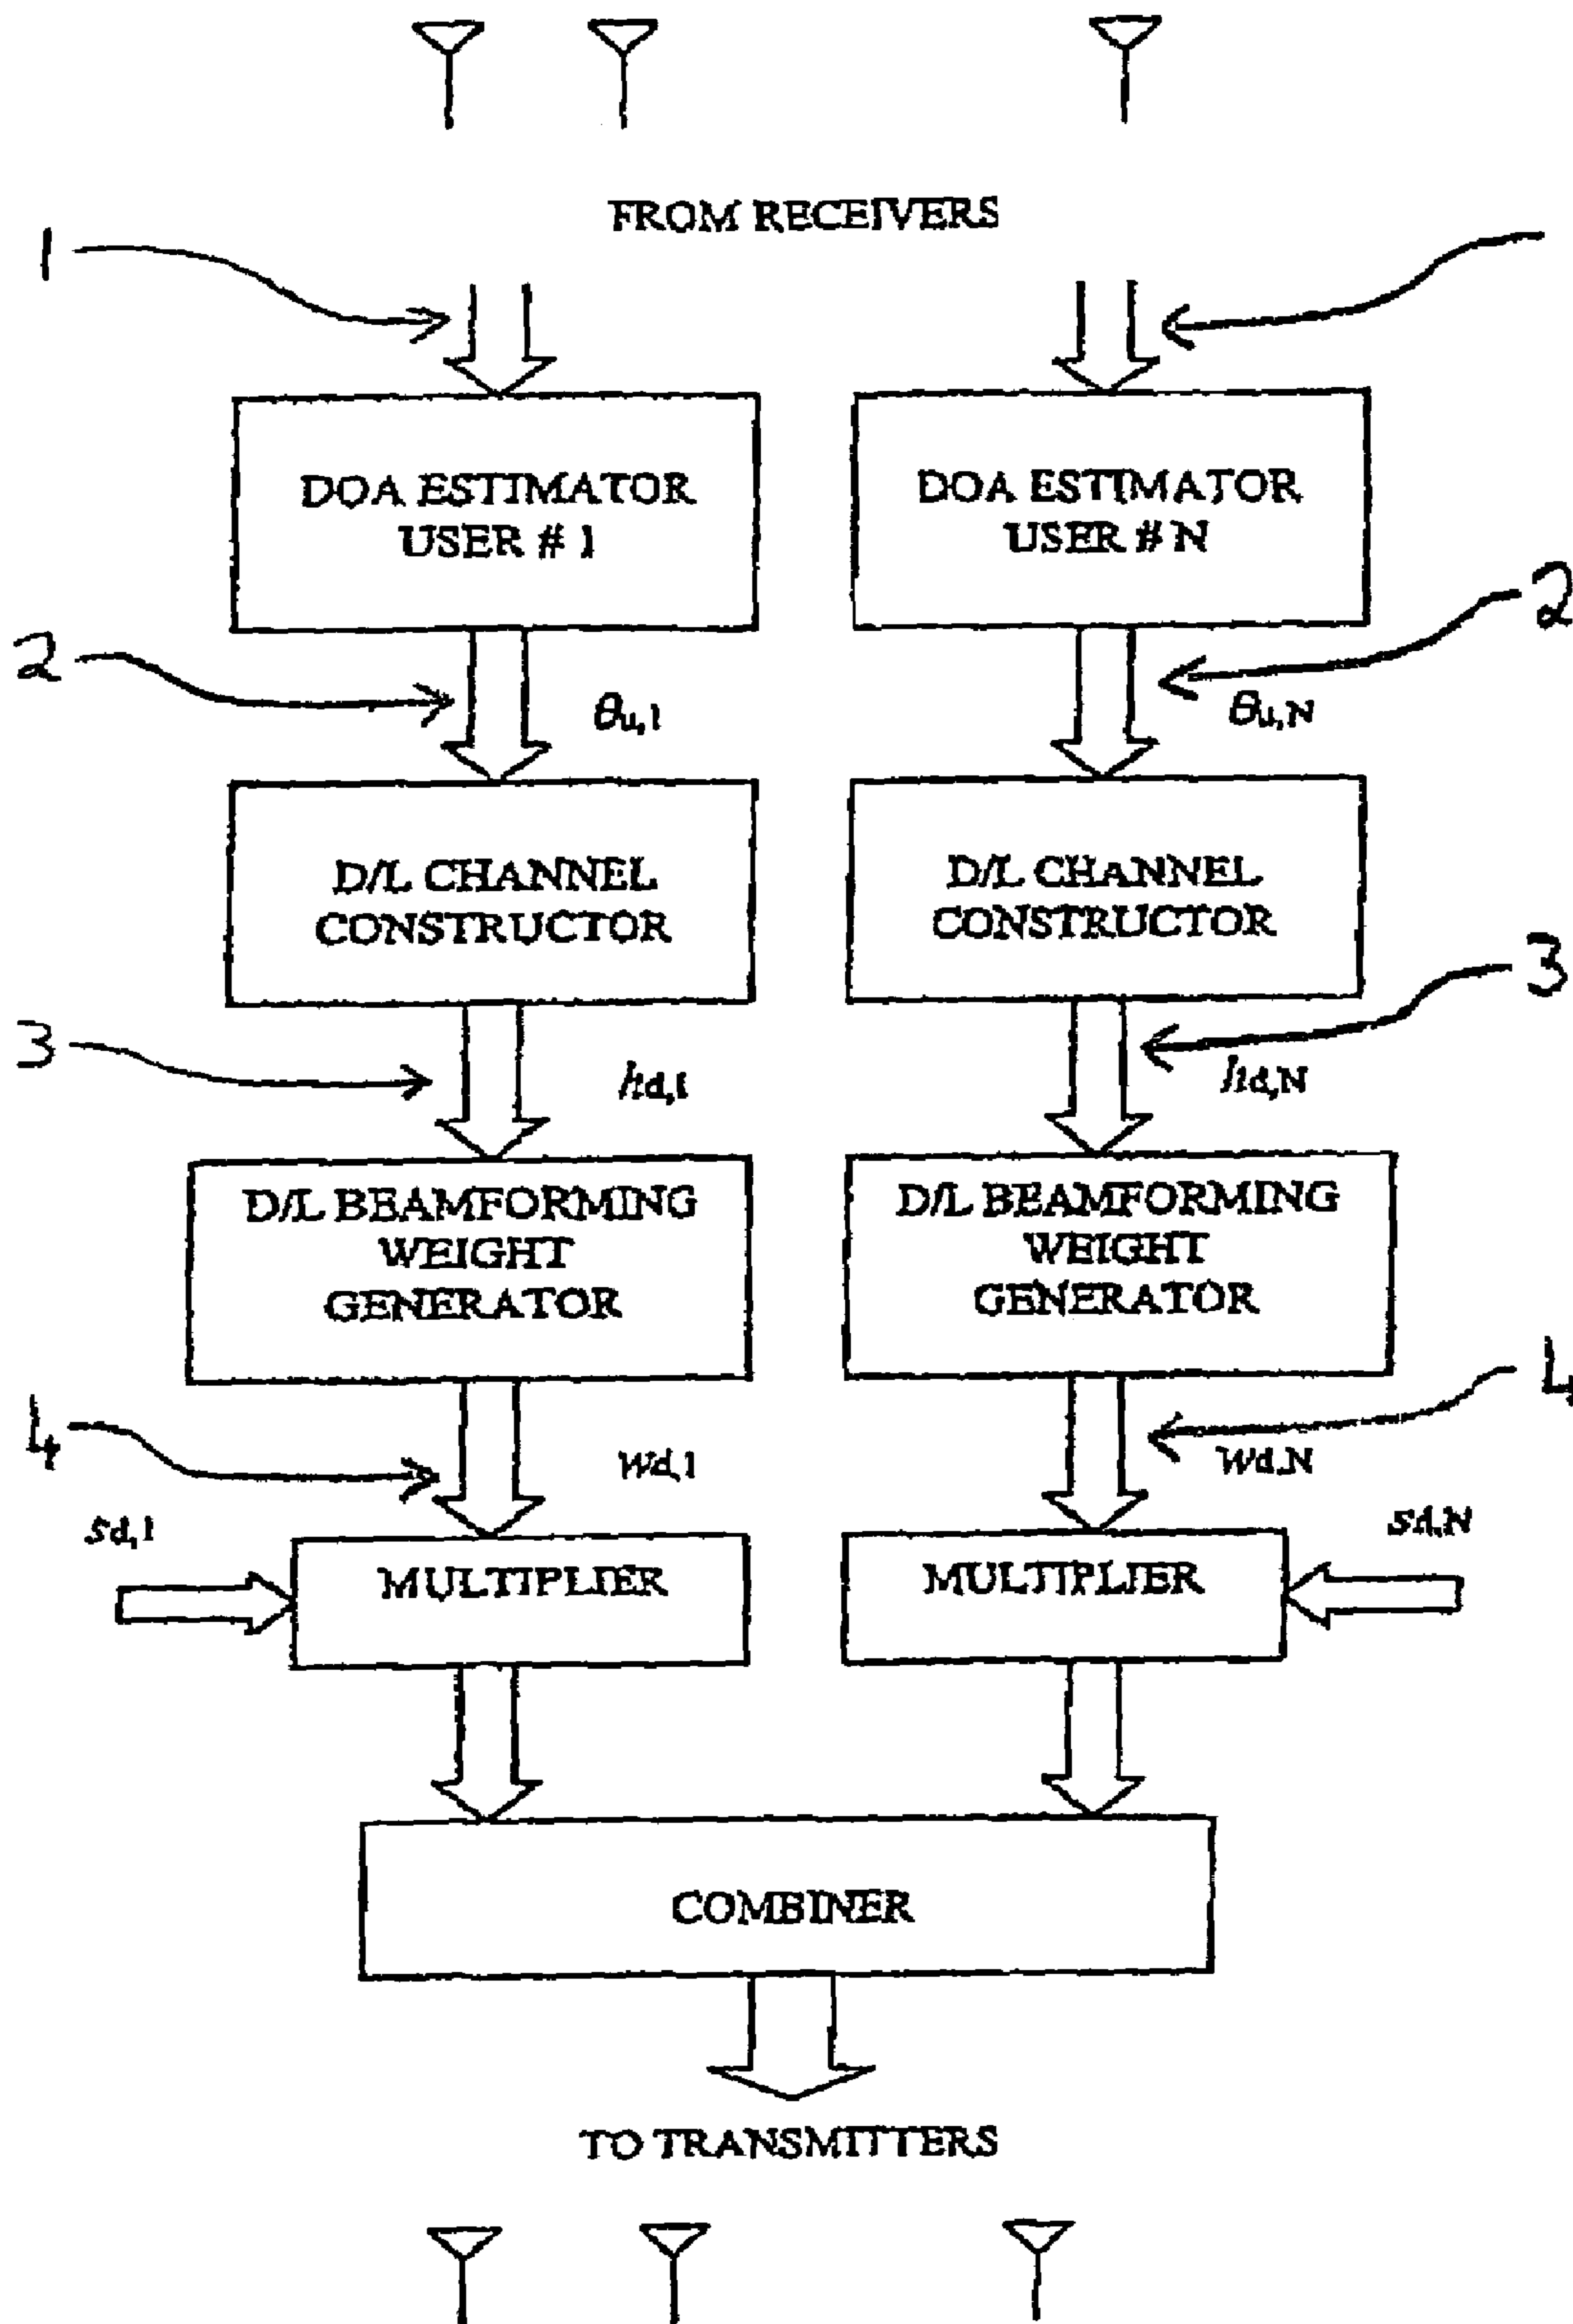 FROM RECEIVERS
1
DOA ESTIMATOR
USER # 1
DOA ESTIMATOR
USER # N
2
θu,1
θu,N
2
D/L CHANNEL
CONSTRUCTOR
D/L CHANNEL
CONSTRUCTOR
3
hd,1
hd,N
3
D/L BEAMFORMING
WEIGHT
GENERATOR
D/L BEAMFORMING
WEIGHT
GENERATOR
4
wd,1
wd,N
4
sd,1
MULTIPLIER
MULTIPLIER
sd,N
COMBINER
TO TRANSMITTERS